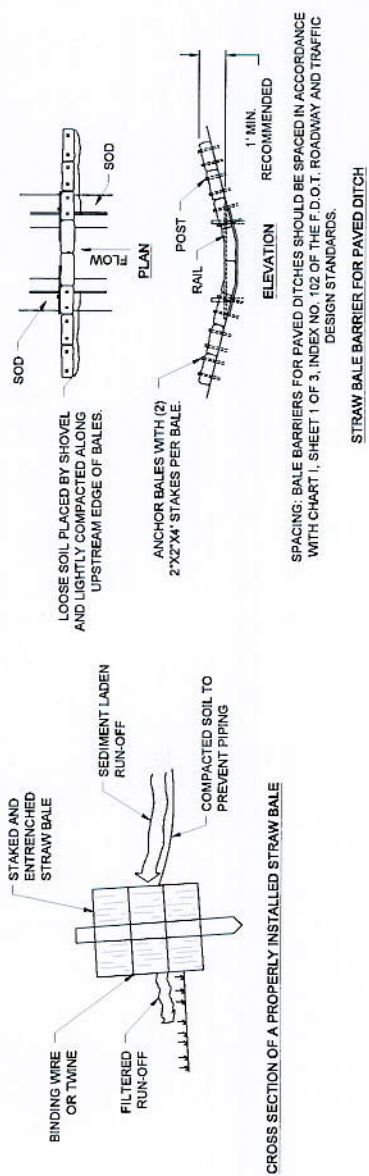 BINDING WIRE
OR TWINE
STAKED AND
ENTRENCHED
STRAW BALE
FILTERED
RUN-OFF
SEDIMENT LADEN
RUN-OFF
COMPACTED SOIL TO
PREVENT PIPING
CROSS SECTION OF A PROPERLY INSTALLED STRAW BALE
LOOSE SOIL PLACED BY SHOVEL
AND LIGHTLY COMPACTED ALONG
UPSTREAM EDGE OF BALES.
SOD
SOD
FLOW
PLAN
ANCHOR BALES WITH (2)
2"X2"X4' STAKES PER BALE.
RAIL
POST
1' MIN.
RECOMMENDED
ELEVATION
SPACING: BALE BARRIERS FOR PAVED DITCHES SHOULD BE SPACED IN ACCORDANCE
WITH CHART I, SHEET 1 OF 3, INDEX NO. 102 OF THE F.D.O.T. ROADWAY AND TRAFFIC
DESIGN STANDARDS.
STRAW BALE BARRIER FOR PAVED DITCH